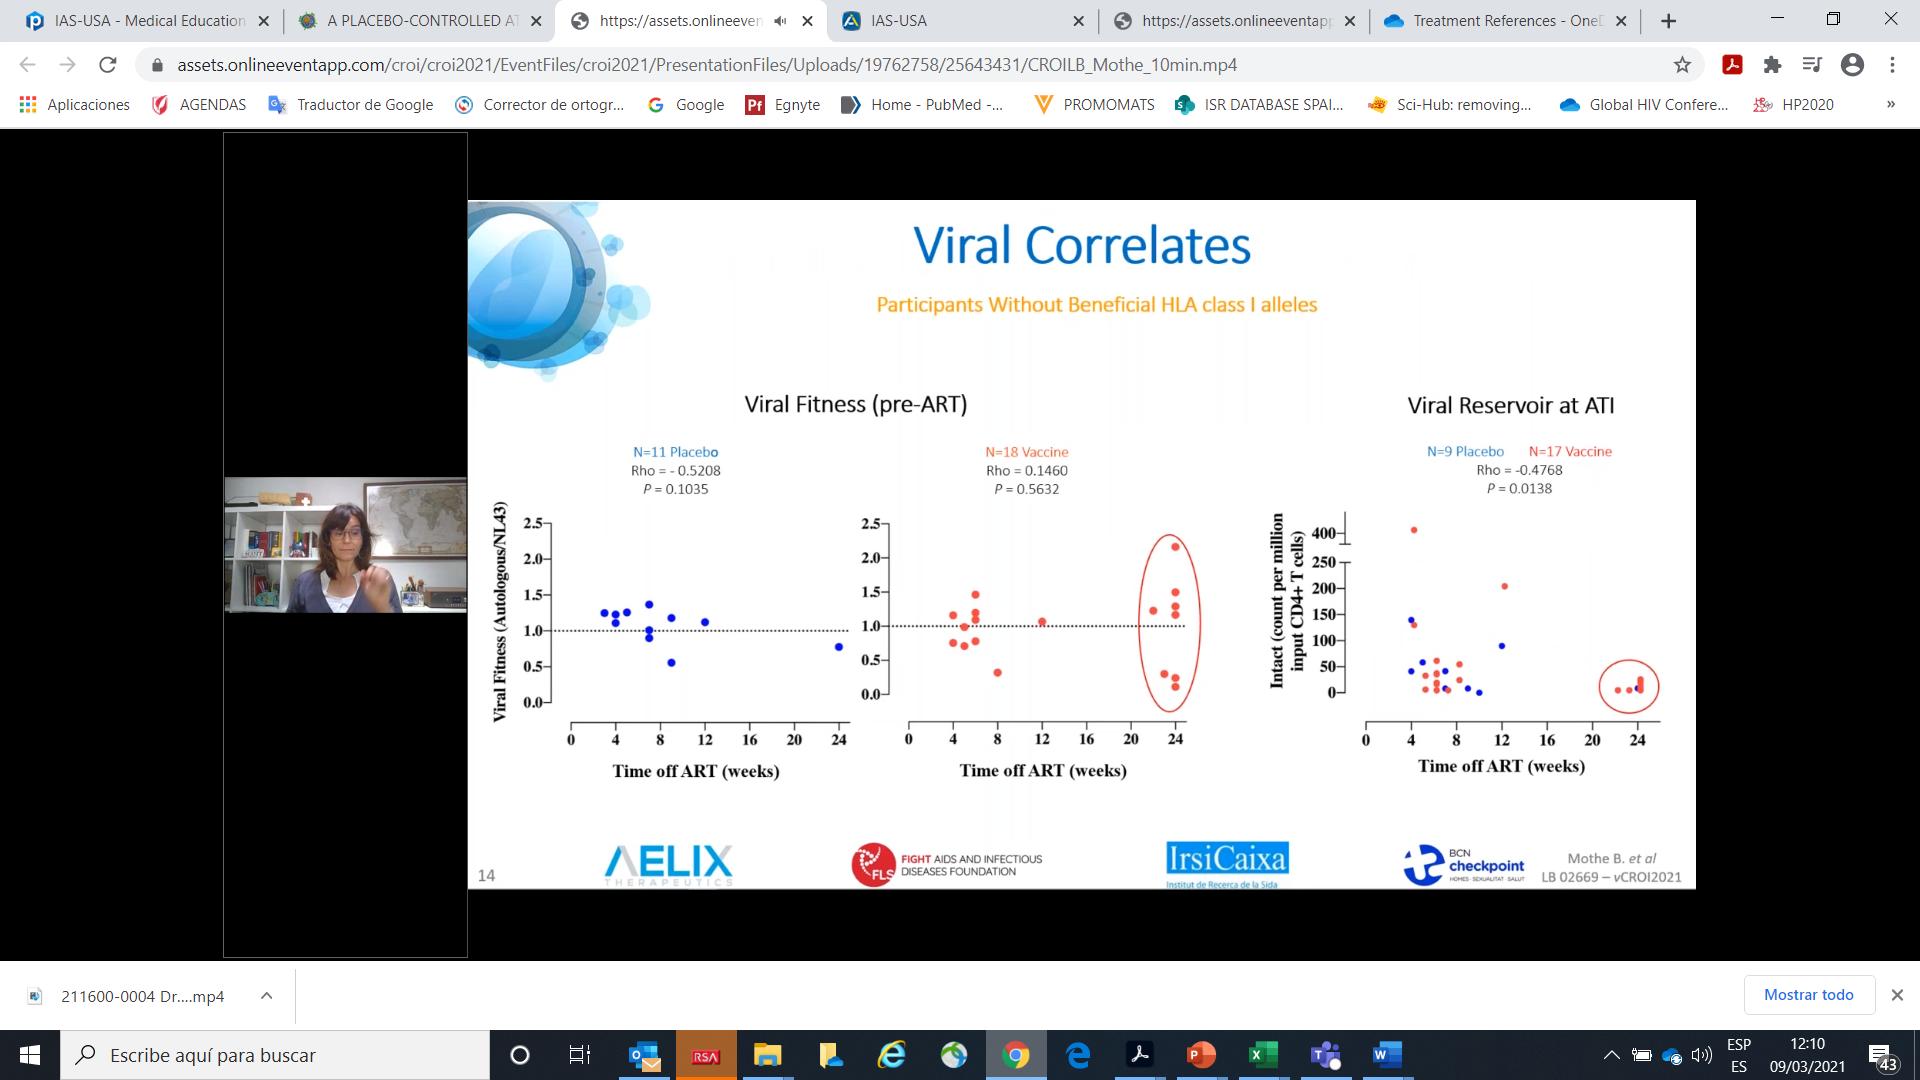 IAS-USA - Medical Education
A PLACEBO-CONTROLLED AT
https://assets.onlineeven
IAS-USA
https://assets.onlineeventapp
Treatment References - OneD
assets.onlineeventapp.com/croi/croi2021/EventFiles/croi2021/PresentationFiles/Uploads/19762758/25643431/CROILB_Mothe_10min.mp4
Aplicaciones
AGENDAS
Traductor de Google
Corrector de ortogr...
Google
Egnyte
Home - PubMed -...
PROMOMATS
ISR DATABASE SPAI...
Sci-Hub: removing...
Global HIV Confere...
HP2020
»
Viral Correlates
Participants Without Beneficial HLA class I alleles
Viral Fitness (pre-ART)
N=11 Placebo
Rho = - 0.5208
P = 0.1035
Viral Fitness (Autologous/NL43)
2.5
2.0
1.5
1.0
0.5
0.0
0 4 8 12 16 20 24
Time off ART (weeks)
N=18 Vaccine
Rho = 0.1460
P = 0.5632
2.5
2.0
1.5
1.0
0.5
0.0
0 4 8 12 16 20 24
Time off ART (weeks)
Viral Reservoir at ATI
N=9 Placebo N=17 Vaccine
Rho = -0.4768
P = 0.0138
Intact (count per million
input CD4+ T cells)
400
250
200
150
100
50
0
0 4 8 12 16 20 24
Time off ART (weeks)
14
AELIX
THERAPEUTICS
FLS
FIGHT AIDS AND INFECTIOUS
DISEASES FOUNDATION
IrsiCaixa
Institut de Recerca de la Sida
BCN
checkpoint
HOMES · SEXUALITAT · SALUT
Mothe B. et al
LB 02669 – vCROI2021
211600-0004 Dr....mp4
Mostrar todo
Escribe aquí para buscar
RSA
ESP
ES
12:10
09/03/2021
43